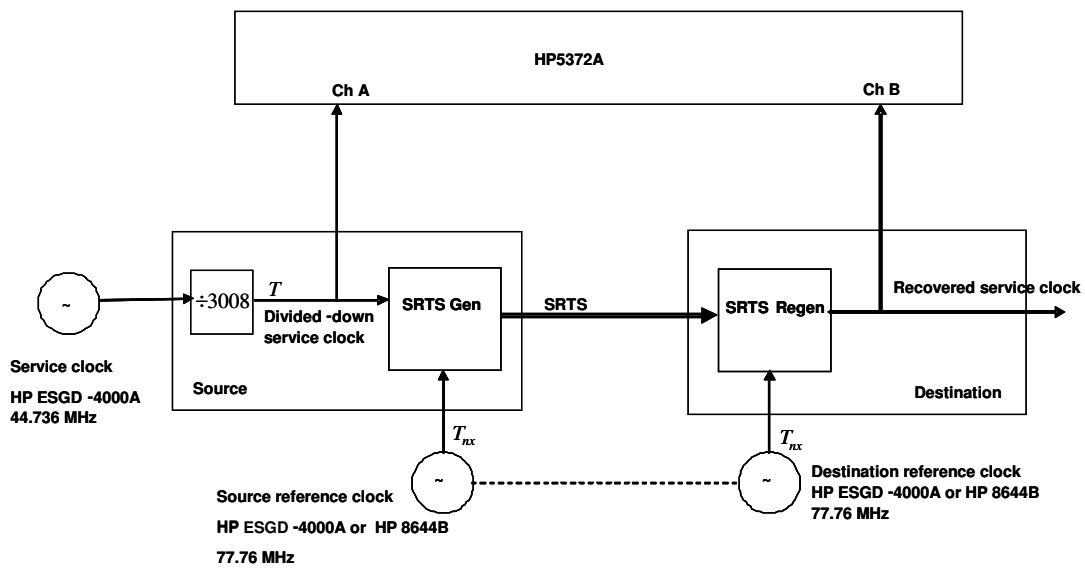 HP5372A
Ch A
Ch B
÷3008
T
Divided -down
service clock
SRTS Gen
SRTS
SRTS Regen
Recovered service clock
~
Service clock
HP ESGD -4000A
44.736 MHz
Source
Destination
Tnx
Tnx
~
~
Source reference clock
HP ESGD -4000A or HP 8644B
77.76 MHz
Destination reference clock
HP ESGD -4000A or HP 8644B
77.76 MHz